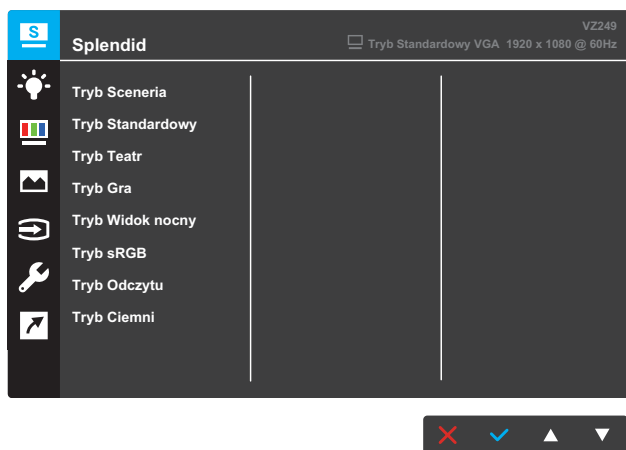 S
VZ249
Splendid
Tryb Standardowy VGA 1920 x 1080 @ 60Hz
Tryb Sceneria
Tryb Standardowy
Tryb Teatr
Tryb Gra
Tryb Widok nocny
Tryb sRGB
Tryb Odczytu
Tryb Ciemni